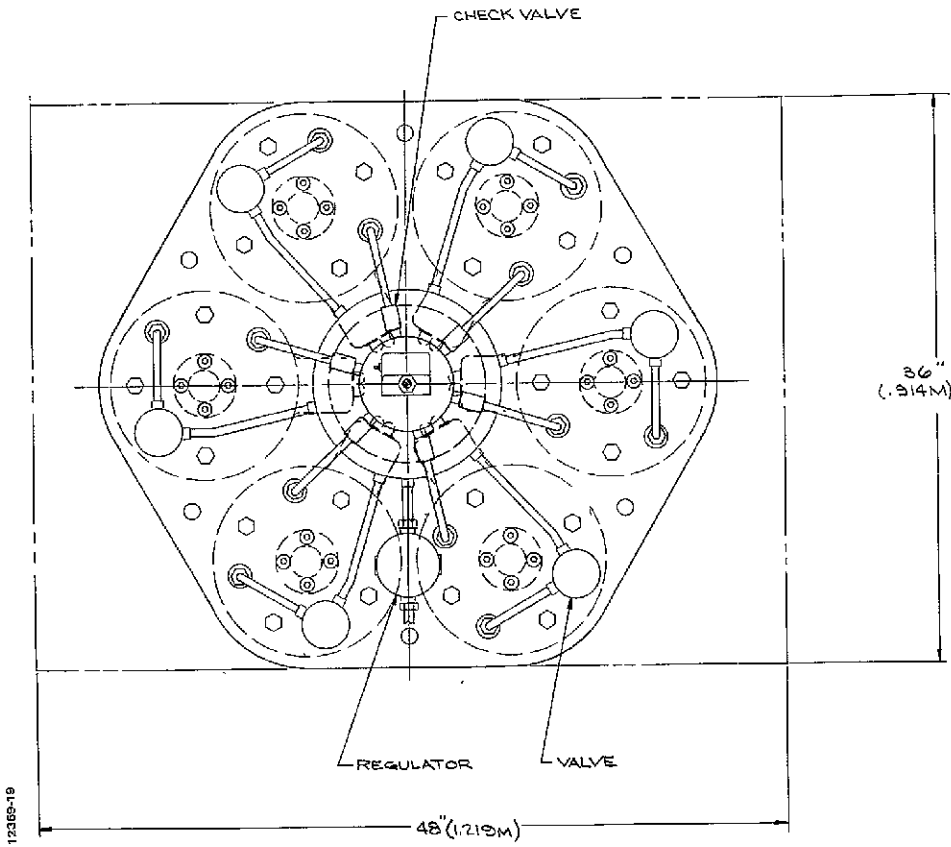 CHECK VALVE
36"
(.914M)
REGULATOR
VALVE
48"(1.219M)
12369-19